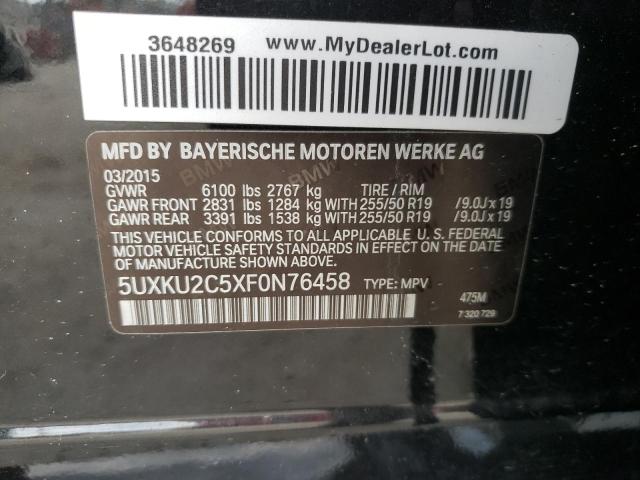 3648269 www.MyDealerLot.com
MFD BY BAYERISCHE MOTOREN WERKE AG
03/2015
GVWR 6100 lbs 2767 kg TIRE / RIM
GAWR FRONT 2831 lbs 1284 kg WITH 255/50 R19 /9.0J x 19
GAWR REAR 3391 lbs 1538 kg WITH 255/50 R19 /9.0J x 19
THIS VEHICLE CONFORMS TO ALL APPLICABLE U. S. FEDERAL
MOTOR VEHICLE SAFETY STANDARDS IN EFFECT ON THE DATE
OF MANUFACTURE SHOWN ABOVE.
5UXKU2C5XF0N76458 TYPE: MPV 475M
7 320 729